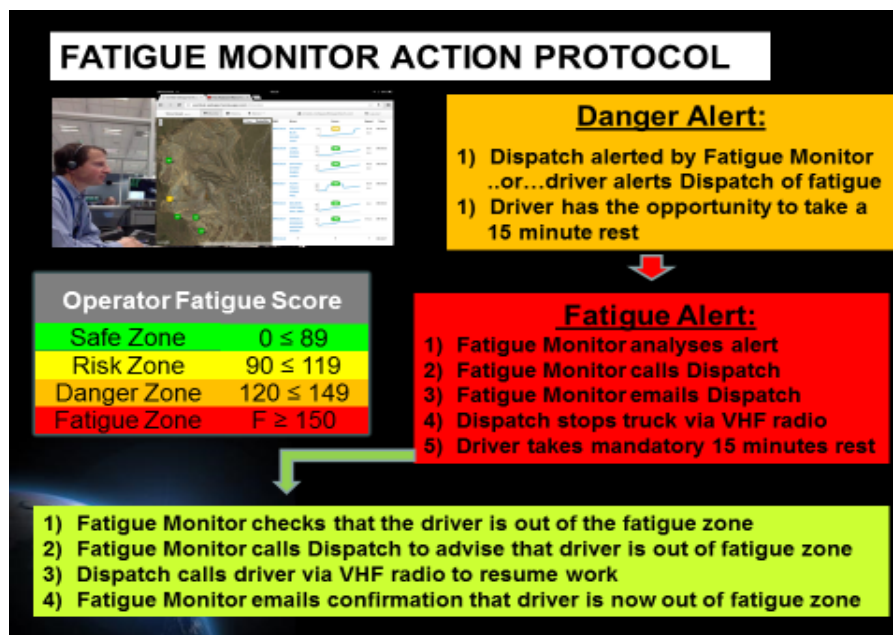 FATIGUE MONITOR ACTION PROTOCOL
Danger Alert:
1) Dispatch alerted by Fatigue Monitor
..or…driver alerts Dispatch of fatigue
1) Driver has the opportunity to take a
15 minute rest
Operator Fatigue Score
Safe Zone 0 ≤ 89
Risk Zone 90 ≤ 119
Danger Zone 120 ≤ 149
Fatigue Zone F ≥ 150
Fatigue Alert:
1) Fatigue Monitor analyses alert
2) Fatigue Monitor calls Dispatch
3) Fatigue Monitor emails Dispatch
4) Dispatch stops truck via VHF radio
5) Driver takes mandatory 15 minutes rest
1) Fatigue Monitor checks that the driver is out of the fatigue zone
2) Fatigue Monitor calls Dispatch to advise that driver is out of fatigue zone
3) Dispatch calls driver via VHF radio to resume work
4) Fatigue Monitor emails confirmation that driver is now out of fatigue zone